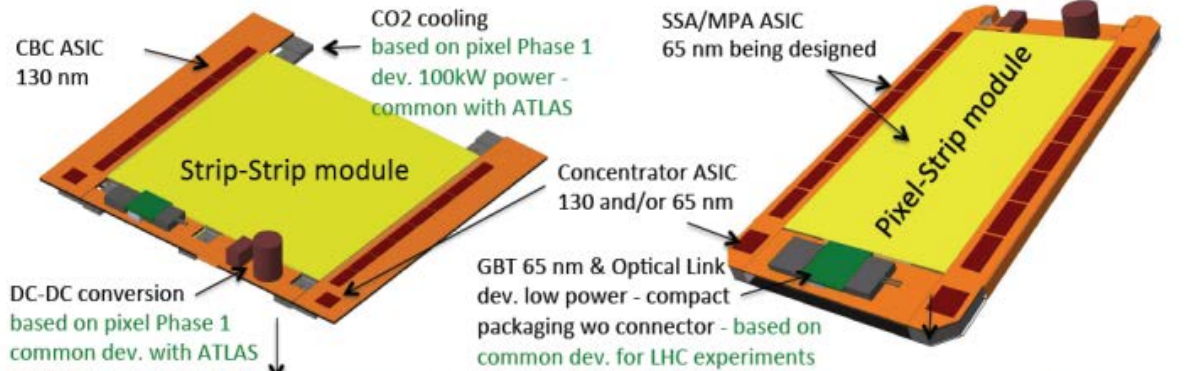 CBC ASIC
130 nm
CO2 cooling
based on pixel Phase 1
dev. 100kW power -
common with ATLAS
SSA/MPA ASIC
65 nm being designed
Strip-Strip module
Pixel-Strip module
Concentrator ASIC
130 and/or 65 nm
DC-DC conversion
based on pixel Phase 1
common dev. with ATLAS
GBT 65 nm & Optical Link
dev. low power - compact
packaging wo connector - based on
common dev. for LHC experiments